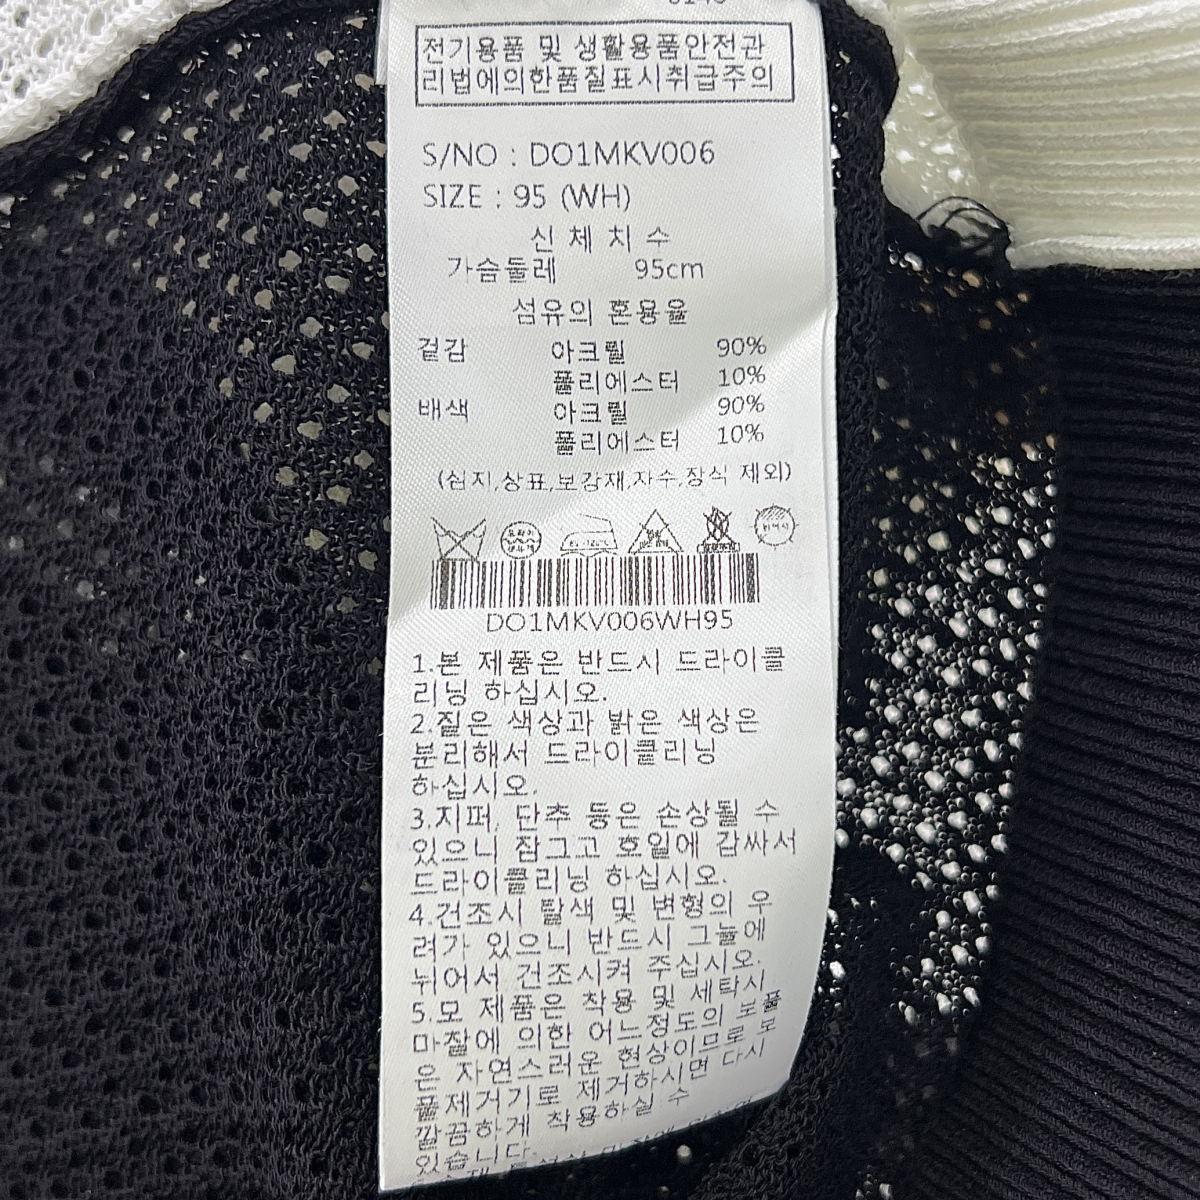 전기용품 및 생활용품안전관
리법에의한품질표시취급주의
S/NO : DO1MKV006
SIZE : 95 (WH)
신 체 치 수
가슴둘레 95cm
섬유의 혼용율
겉감 아크릴 90%
폴리에스터 10%
배색 아크릴 90%
폴리에스터 10%
(심지,상표,보강재,자수,장식 제외)
DO1MKV006WH95
1.본 제품은 반드시 드라이클
리닝 하십시오.
2.짙은 색상과 밝은 색상은
분리해서 드라이클리닝
하십시오.
3.지퍼, 단추 등은 손상될 수
있으니 잠그고 호일에 감싸서
드라이클리닝 하십시오.
4.건조시 탈색 및 변형의 우
려가 있으니 반드시 그늘에
뉘어서 건조시켜 주십시오.
5.모 제품은 착용 및 세탁시
마찰에 의한 어느정도의 보풀
은 자연스러운 현상이므로 보
풀제거기로 제거하시면 다시
깔끔하게 착용하실 수
있습니다.